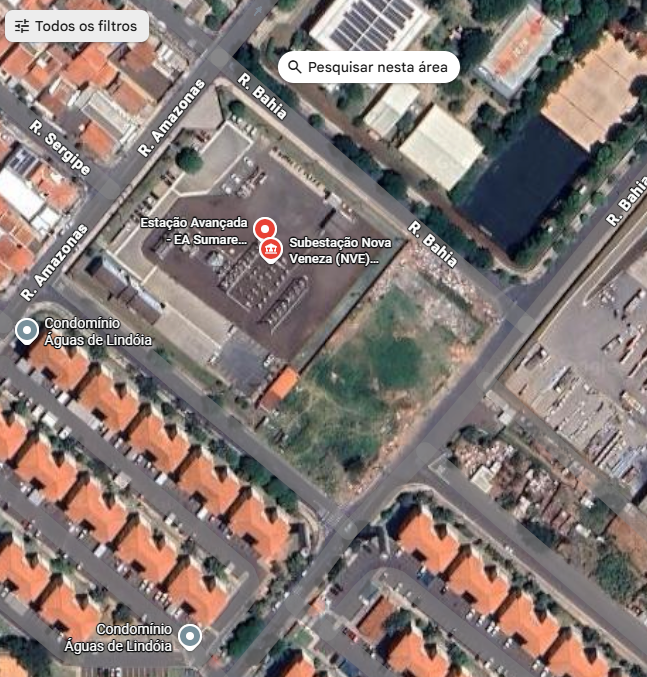 Todos os filtros
Pesquisar nesta área
R. Bahia
R. Amazonas
R. Sergipe
R. Bahia
Estação Avançada
- EA Sumare...
Subestação Nova
Veneza (NVE)...
R. Bahia
R. Amazonas
Condomínio
Águas de Lindóia
Condomínio
Águas de Lindóia